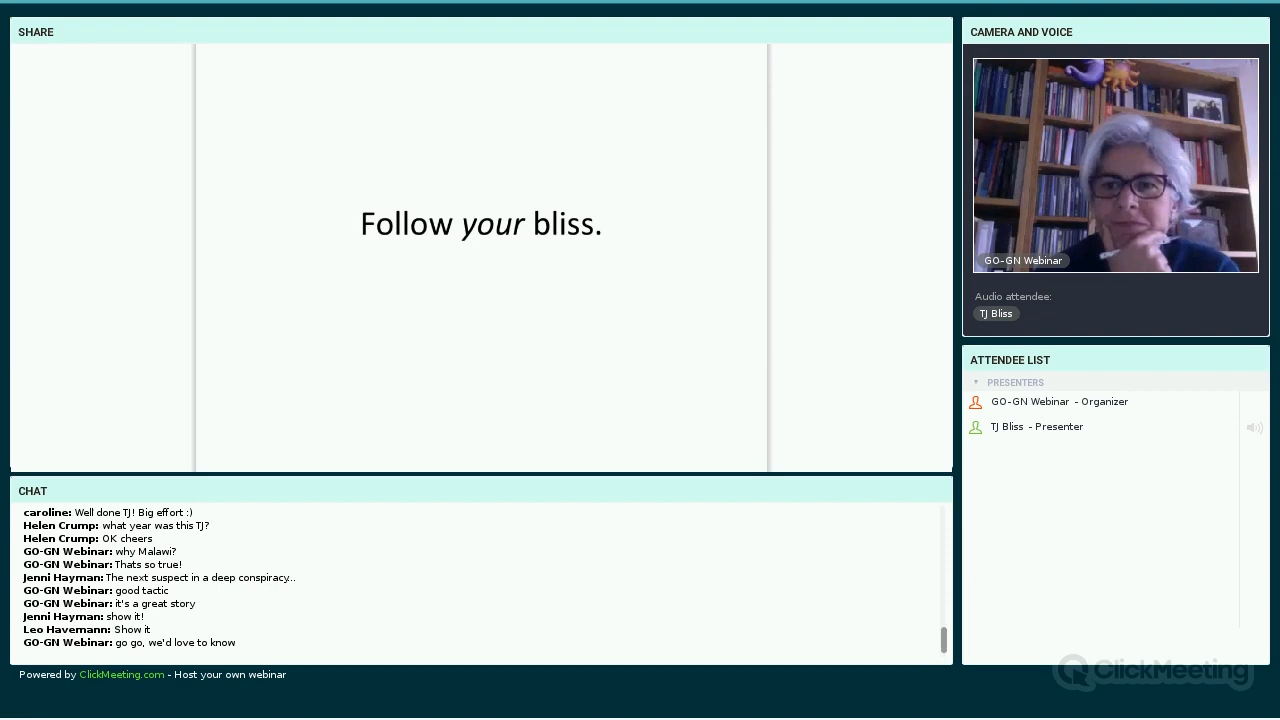 SHARE
Follow your bliss.
CHAT
caroline: Well done TJ! Big effort :)
Helen Crump: what year was this TJ?
Helen Crump: OK cheers
GO-GN Webinar: why Malawi?
GO-GN Webinar: Thats so true!
Jenni Hayman: The next suspect in a deep conspiracy...
GO-GN Webinar: good tactic
GO-GN Webinar: it's a great story
Jenni Hayman: show it!
Leo Havemann: Show it
GO-GN Webinar: go go, we'd love to know
Powered by ClickMeeting.com - Host your own webinar
CAMERA AND VOICE
GO-GN Webinar
Audio attendee:
TJ Bliss
ATTENDEE LIST
PRESENTERS
GO-GN Webinar - Organizer
TJ Bliss - Presenter
ClickMeeting